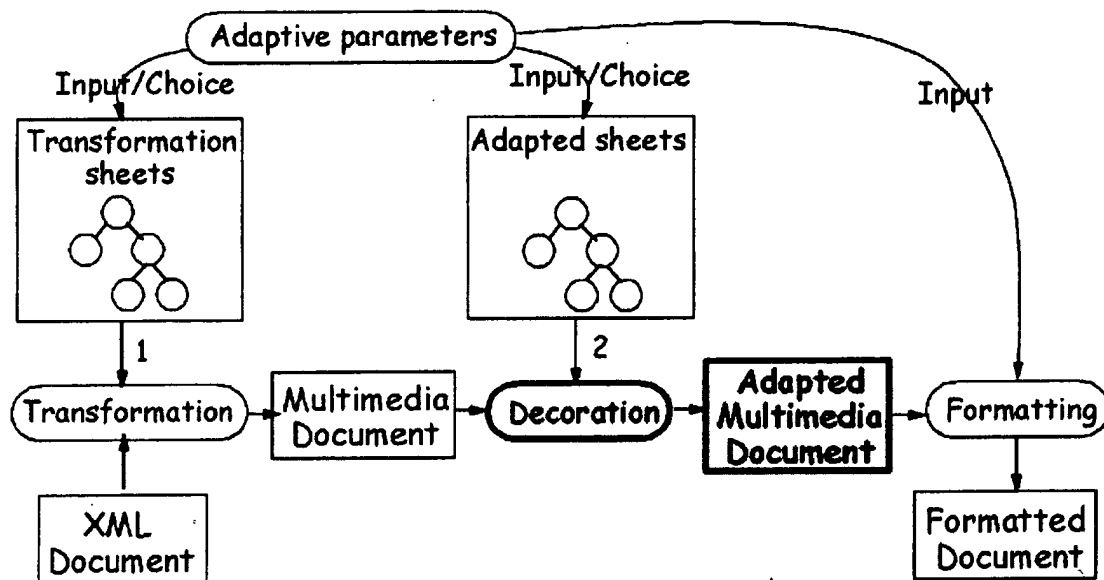 Adaptive parameters
Input/Choice
Input/Choice
Input
Transformation
sheets
Adapted sheets
1
2
Transformation
Multimedia
Document
Decoration
Adapted
Multimedia
Document
Formatting
XML
Document
Formatted
Document